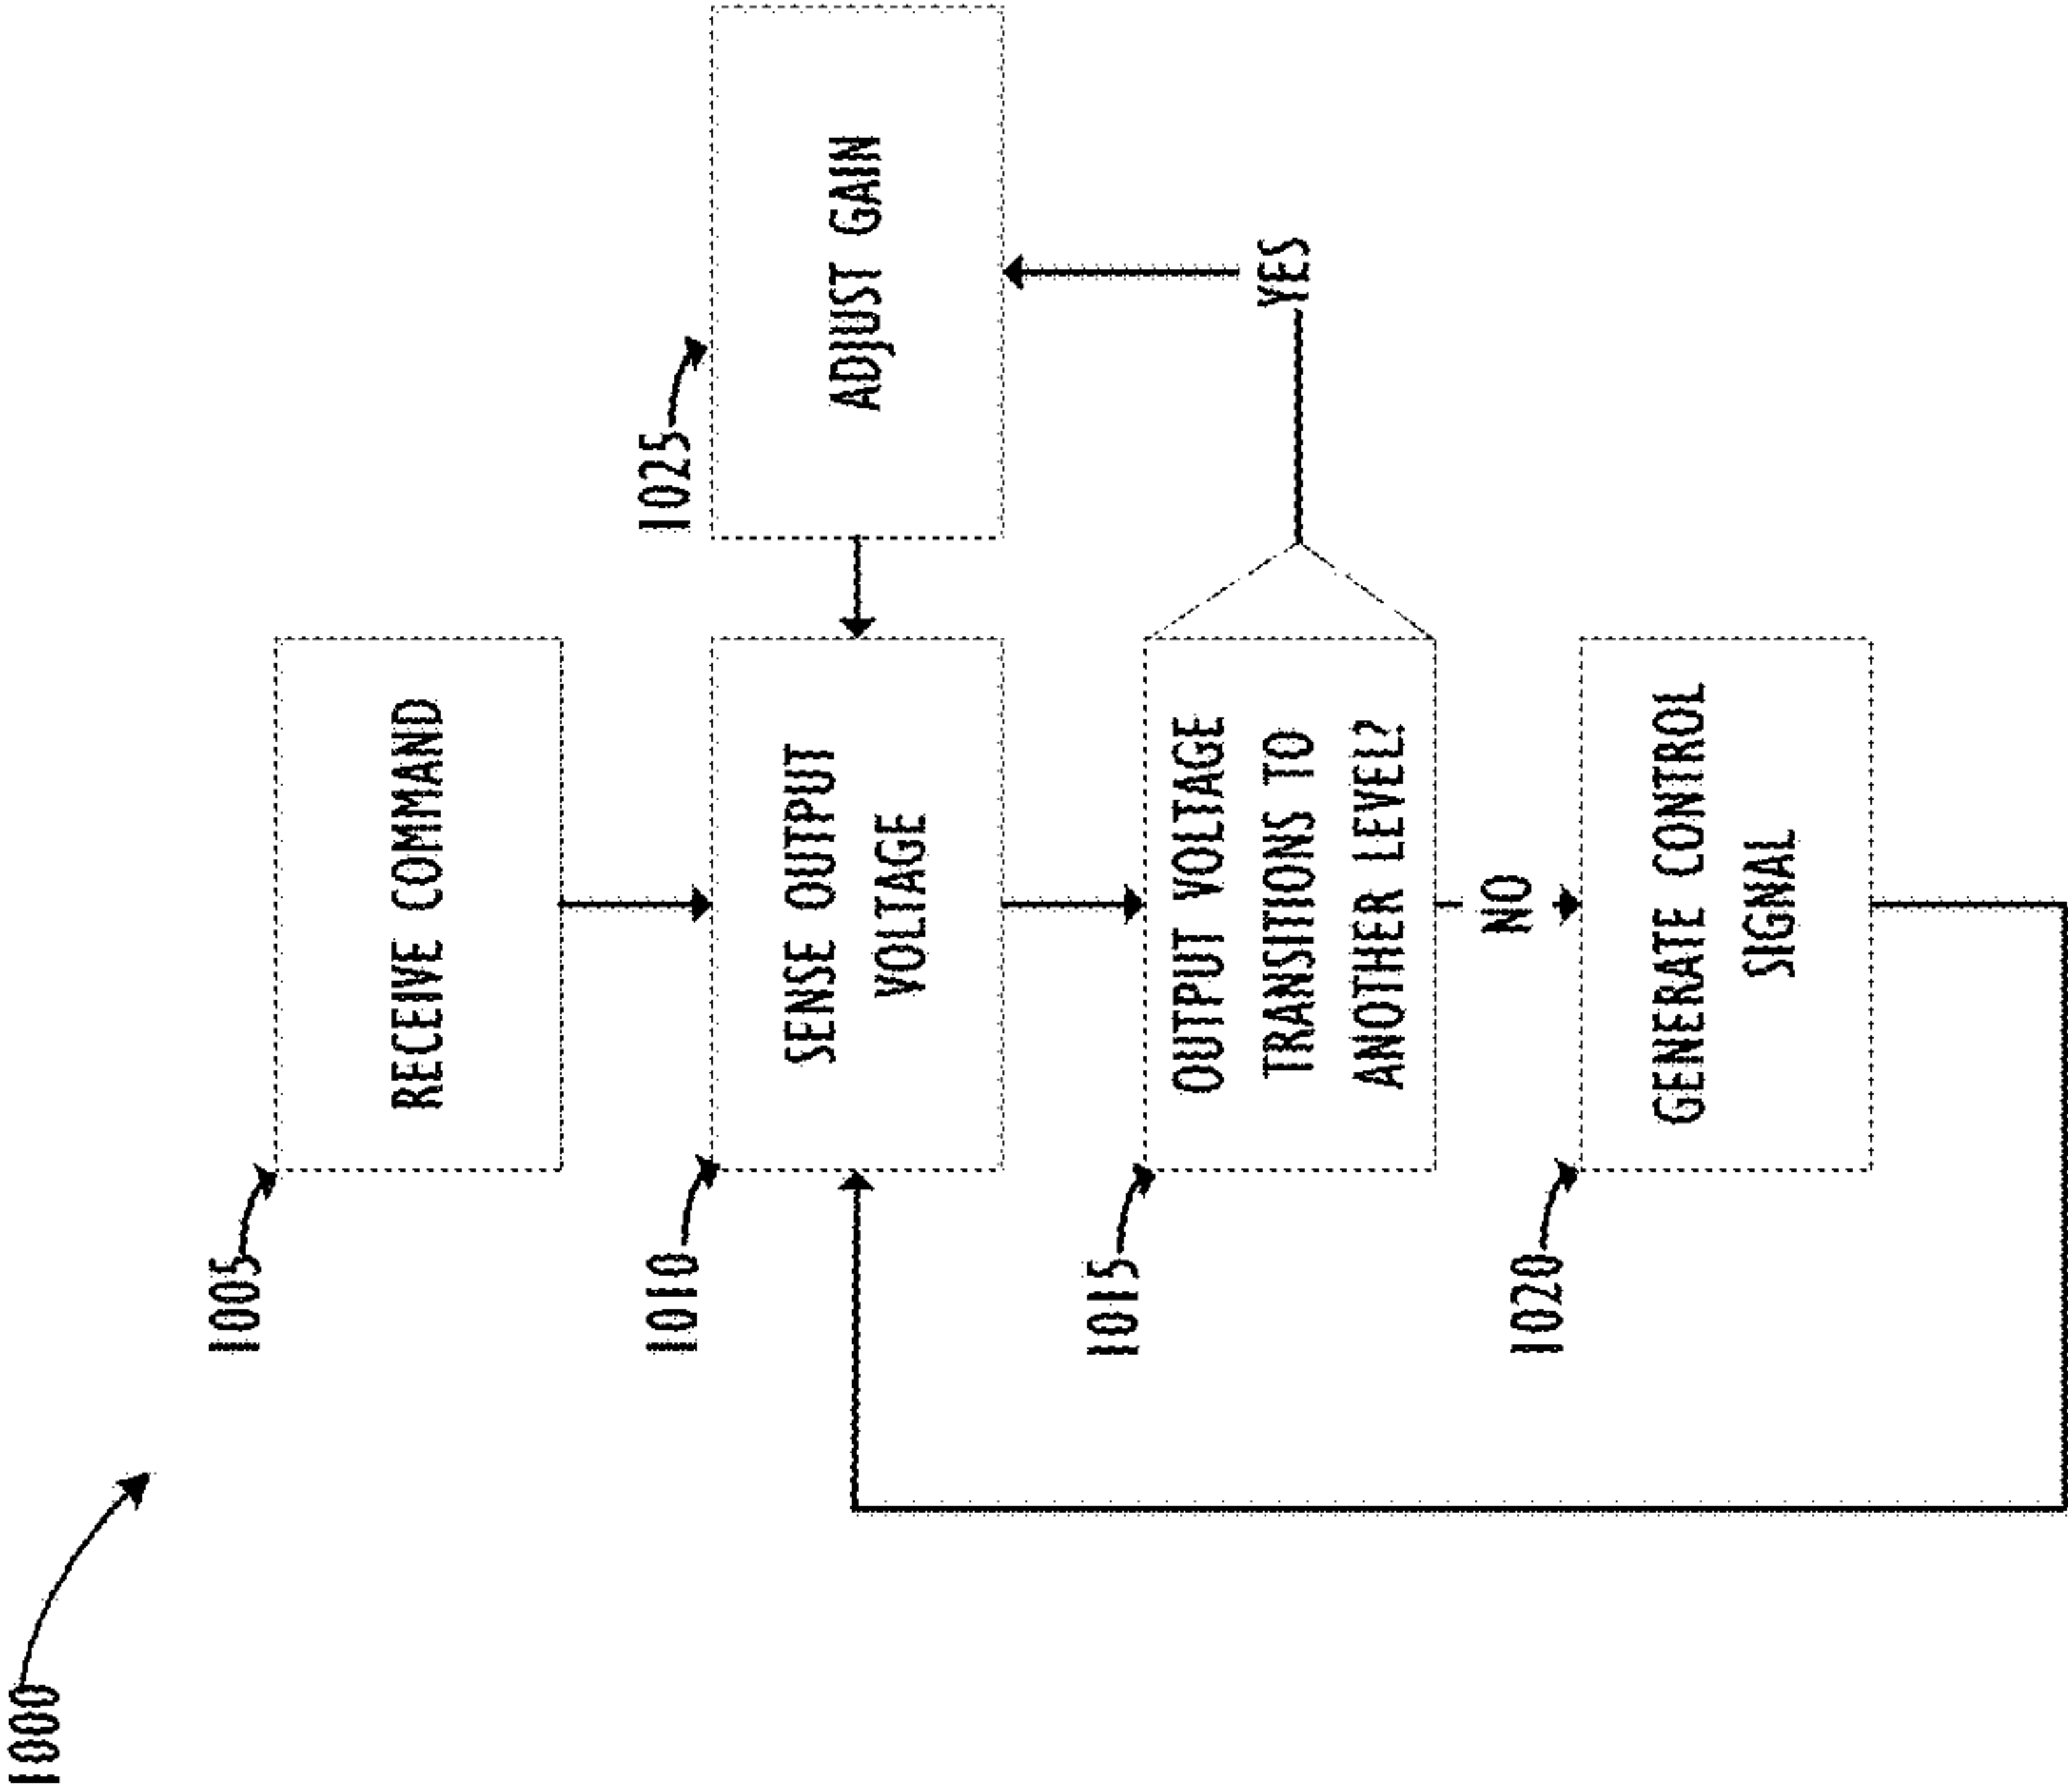 1000
1005
RECEIVE COMMAND
1010
SENSE OUTPUT
VOLTAGE
1025
ADJUST GAIN
1015
OUTPUT VOLTAGE
TRANSITIONS TO
ANOTHER LEVEL?
YES
NO
1020
GENERATE CONTROL
SIGNAL